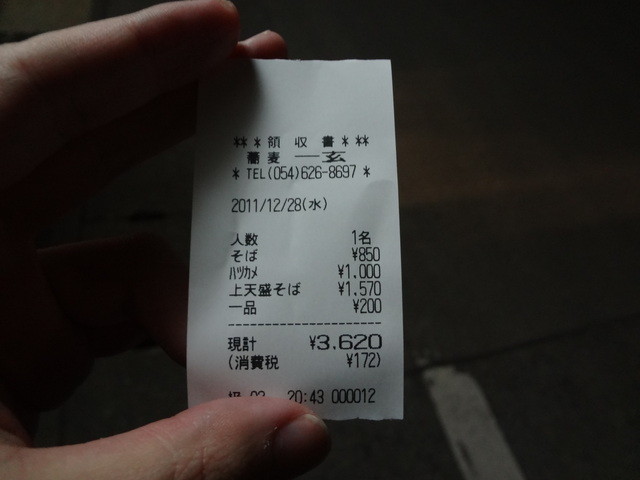 *** 領 収 書 ***
蕎麦 一玄
* TEL(054)626-8697 *
2011/12/28(水)
人数 1名
そば ¥850
ハツカメ ¥1,000
上天盛そば ¥1,570
一品 ¥200
現計 ¥3,620
(消費税 ¥172)
20:43 000012